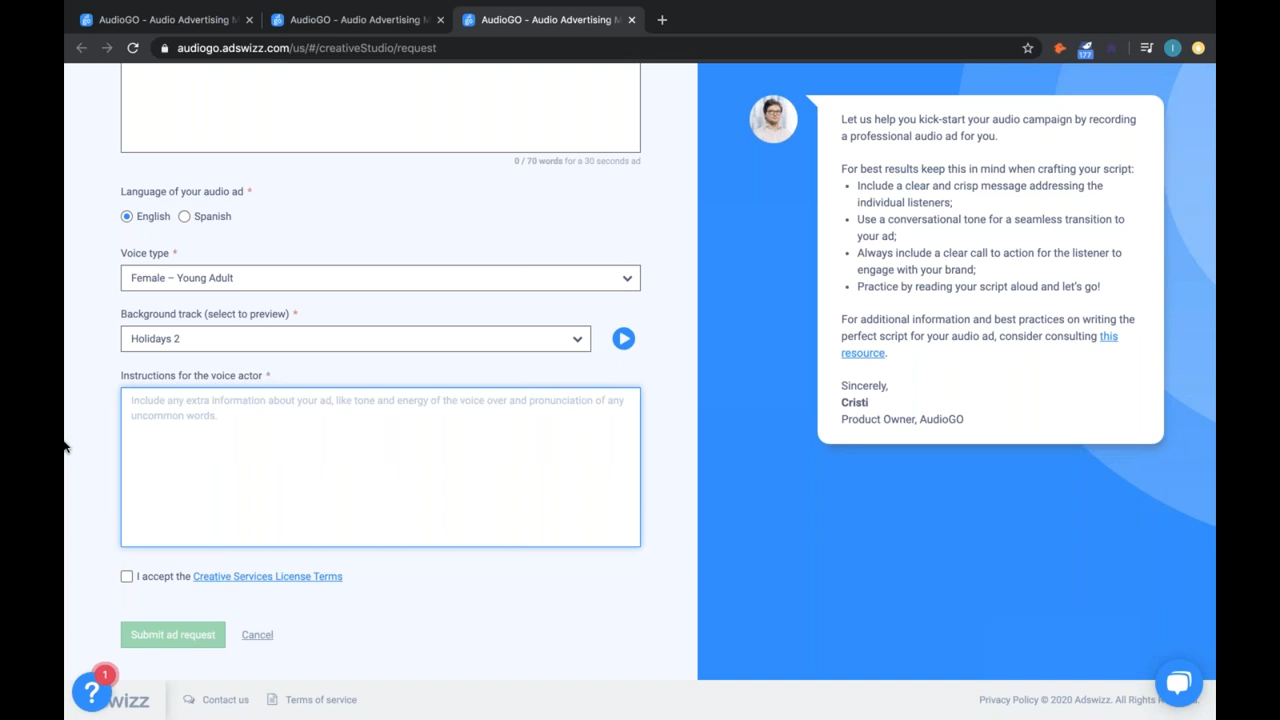 AudioGO - Audio Advertising M
AudioGO - Audio Advertising M
AudioGO - Audio Advertising M
audiogo.adswizz.com/us/#/creativeStudio/request
177
I
0 / 70 words for a 30 seconds ad
Language of your audio ad *
English
Spanish
Voice type *
Female – Young Adult
Background track (select to preview) *
Holidays 2
Instructions for the voice actor *
Include any extra information about your ad, like tone and energy of the voice over and pronunciation of any
uncommon words.
I accept the Creative Services License Terms
Submit ad request
Cancel
Let us help you kick-start your audio campaign by recording
a professional audio ad for you.
For best results keep this in mind when crafting your script:
• Include a clear and crisp message addressing the
individual listeners;
• Use a conversational tone for a seamless transition to
your ad;
• Always include a clear call to action for the listener to
engage with your brand;
• Practice by reading your script aloud and let's go!
For additional information and best practices on writing the
perfect script for your audio ad, consider consulting this
resource.
Sincerely,
Cristi
Product Owner, AudioGO
1
?
wizz
Contact us
Terms of service
Privacy Policy © 2020 Adswizz. All Rights